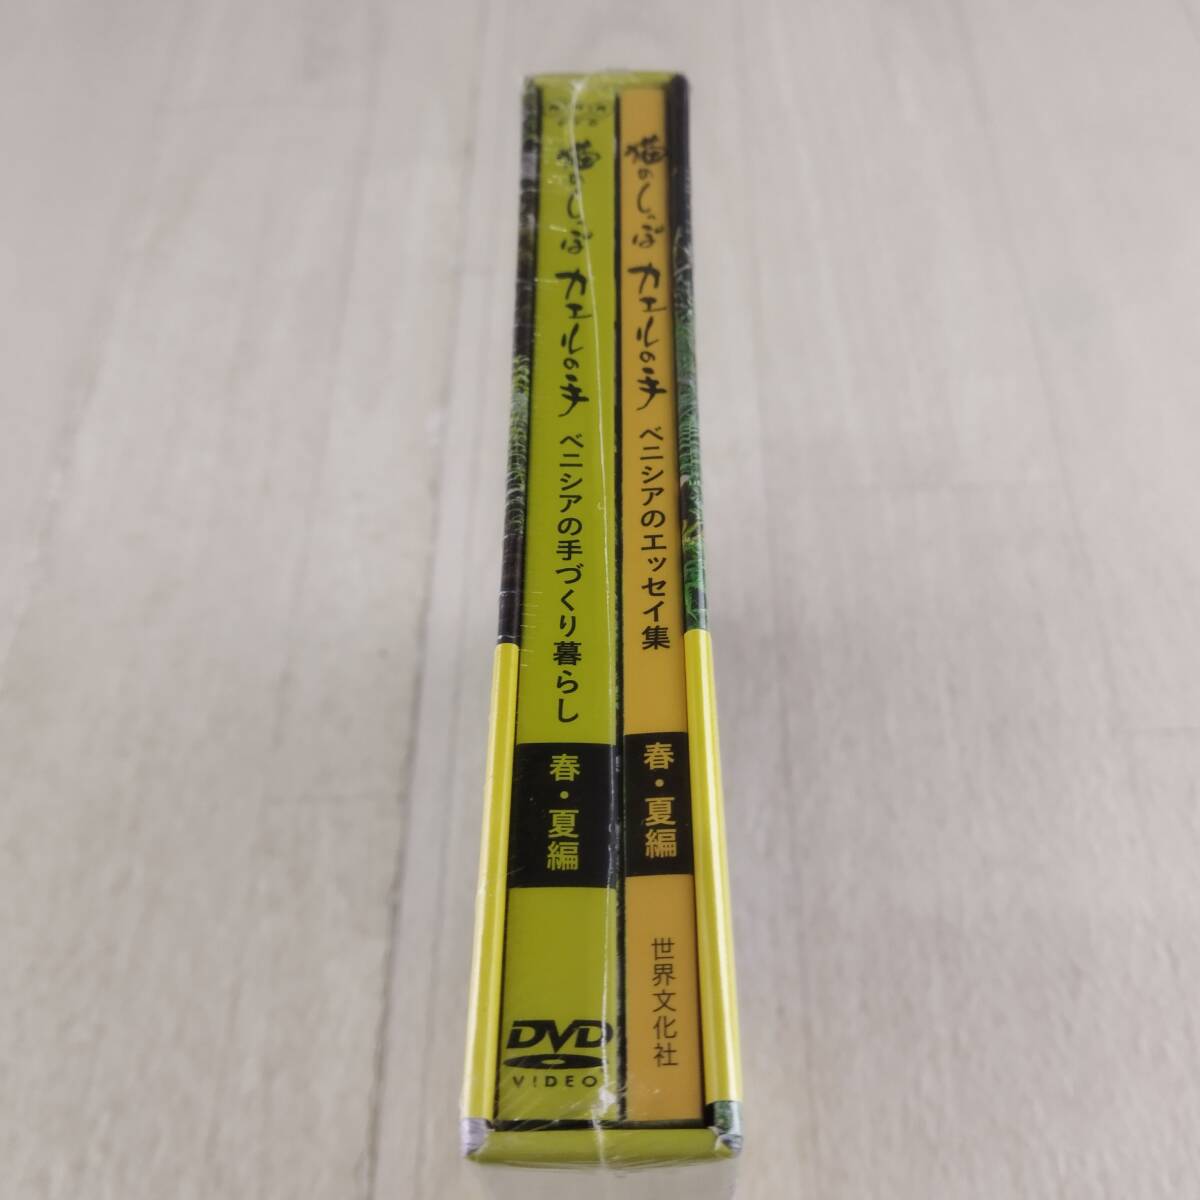 猫のしっぽ カエルの手
ベニシアの手づくり暮らし
春・夏編
DVD
VIDEO
猫のしっぽ カエルの手
ベニシアのエッセイ集
春・夏編
世界文化社